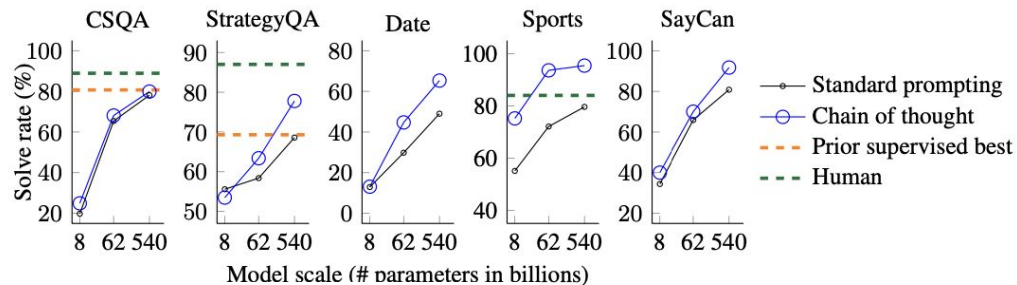 CSQA
StrategyQA
Date
Sports
SayCan
Solve rate (%)
100
80
60
40
20
8 62 540
90
80
70
60
50
8 62 540
80
60
40
20
0
8 62 540
100
80
60
40
8 62 540
100
80
60
40
20
8 62 540
Model scale (# parameters in billions)
Standard prompting
Chain of thought
Prior supervised best
Human